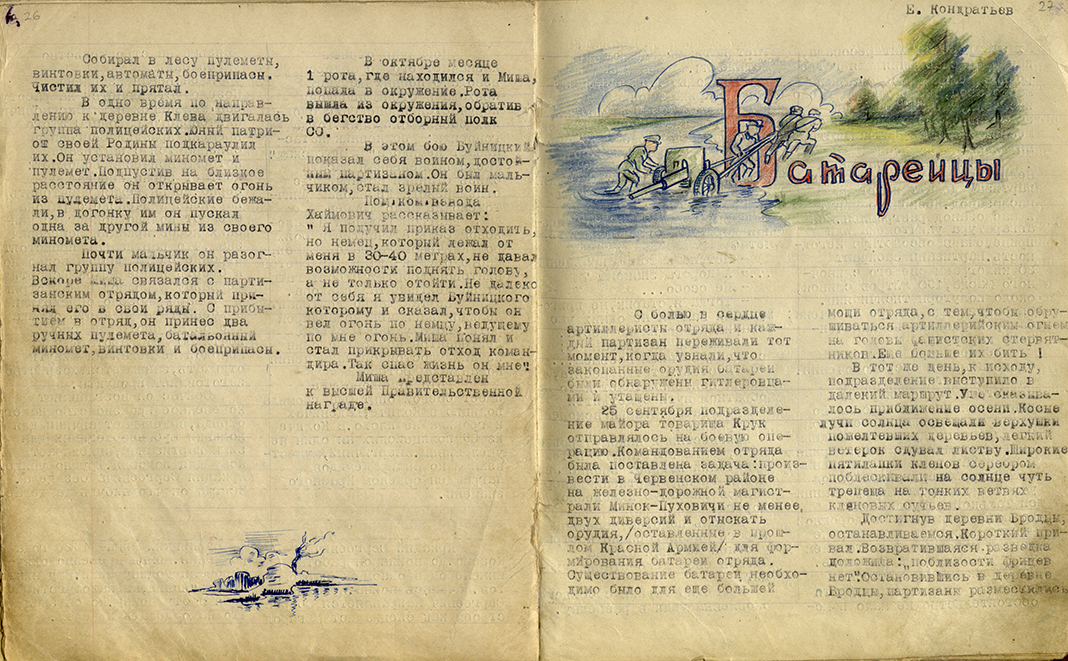 26
Собирал в лесу пулеметы,
винтовки,автоматы,боеприпасы.
Чистил их и прятал.
В одно время по направ-
лению к деревне Клева двигалась
группа полицейских.Юный патри-
от своей Родины подкараулил
их.Он установил миномет и
пулемет.Подпустив на близкое
расстояние он открывает огонь
из пулемета.Полицейские бежа-
ли,в догонку им он пускал
одна за другой мины из своего
миномета.
Почти мальчик он разог-
нал группу полицейских.
Вскоре Миша связался с парти-
занским отрядом,который при-
нял его в свои ряды. С прибы-
тием в отряд,он принес два
ручных пулемета,батальонный
миномет,винтовки и боеприпасы.
В октябре месяце
1 рота,где находился и Миша,
попала в окружение.Рота
вышла из окружения,обратив
в бегство отборный полк
СО.
В этом бою Буйницкий
показал себя воином,достой-
ным партизаном.Он был маль-
чиком,стал зрелый воин.
Пом.ком.взвода
Хаймович рассказывает:
" Я получил приказ отходить,
но немец,который лежал от
меня в 30-40 метрах,не давал
возможности поднять голову,
а не только отойти.Не далеко
от себя я увидел Буйницкого
которому и сказал,чтобы он
вел огонь по немцу,ведущему
по мне огонь.Миша понял и
стал прикрывать отход коман-
дира.Так спас жизнь он мне"
Миша представлен
к высшей Правительственной
награде.
Е. Кондратьев
27
Батарейцы
С болью в сердце
артиллеристы отряда и каж-
дый партизан переживали тот
момент,когда узнали,что
закопанные орудия батареи
были обнаружены гитлеровца-
ми и утащены.
25 сентября подразделе-
ние майора товарища Крук
отправлялось на боевую опе-
рацию.Командованием отряда
была поставлена задача:произ-
вести в Червенском районе
на железно-дорожной магист-
рали Минск-Пуховичи не менее,
двух диверсий и отыскать
орудия,/оставленные в прош-
лом Красной Армией/ для фор-
мирования батареи отряда.
Существование батареи необхо-
димо было для еще большей
мощи отряда,с тем,чтобы обру-
шиваться артиллерийским огнем
на головы фашистских стервят-
ников.Еще больше их бить !
В тот же день,к исходу,
подразделение выступило в
далекий маршрут.Уже сказыва-
лось приближение осени.Косые
лучи солнца освещали верхушки
пожелтевших деревьев,легкий
ветерок сдувал листву.Широкие
пятилапки кленов серебром
поблескивали на солнце чуть
трепеща на тонких ветвях
кленовых сучьев.
Достигнув деревни Бродцы,
останавливаемся.Короткий при-
вал.Возвратившаяся разведка
доложила:„поблизости фрицев
нет"Остановившись в деревне
Бродцы,партизаны разместились